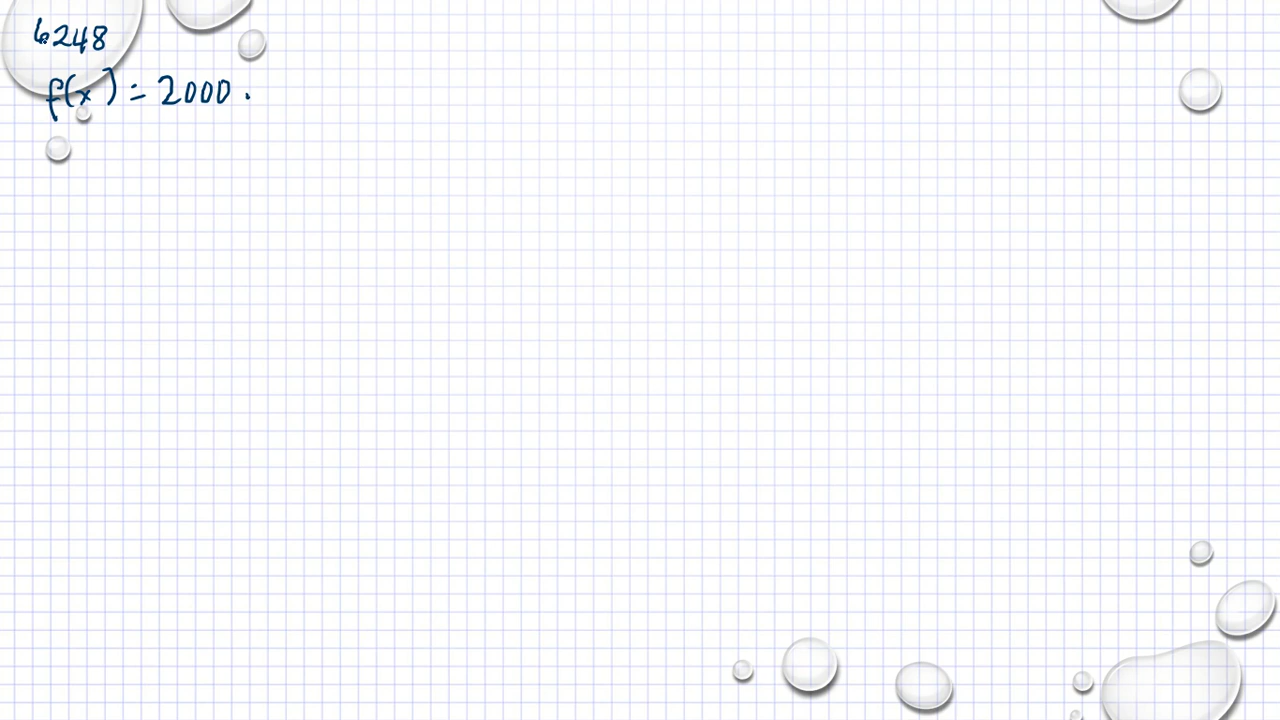 6248
f(x) = 2000.